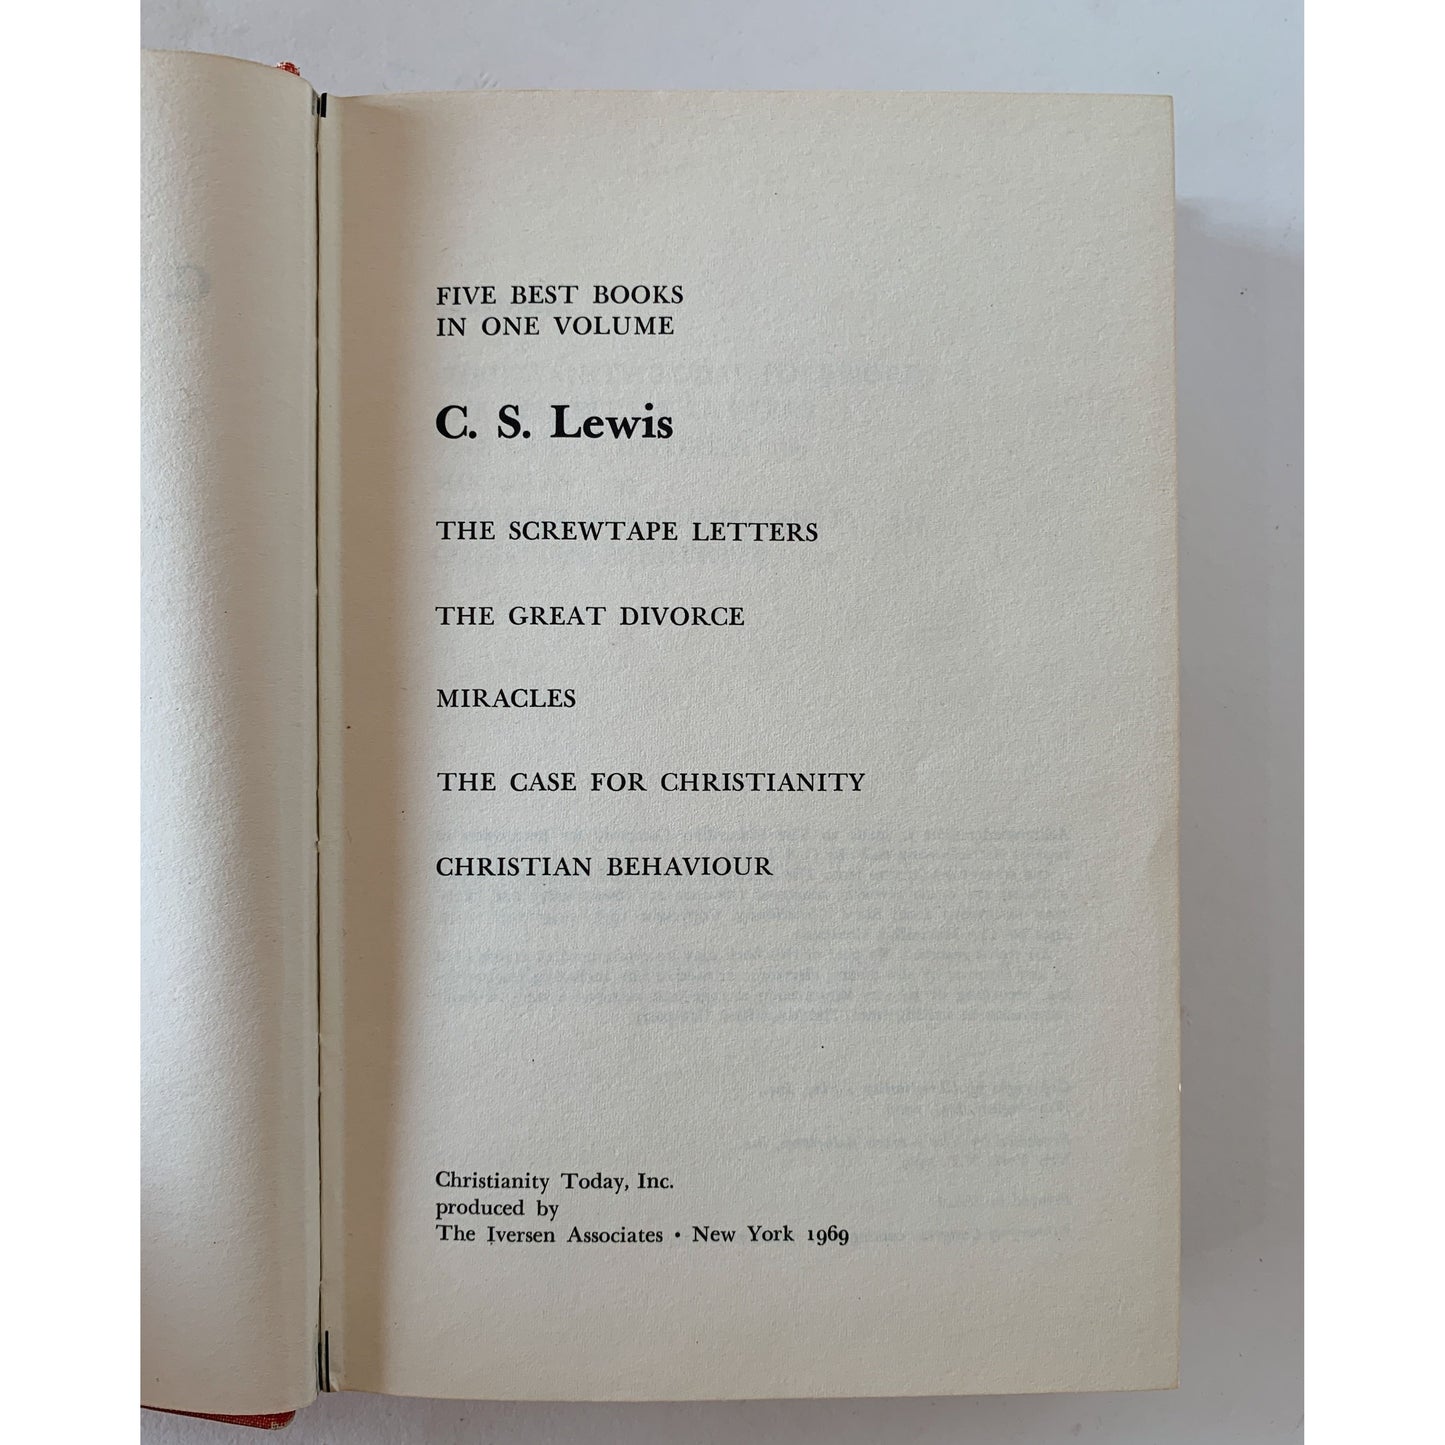 FIVE BEST BOOKS
IN ONE VOLUME
C. S. Lewis
THE SCREWTAPE LETTERS
THE GREAT DIVORCE
MIRACLES
THE CASE FOR CHRISTIANITY
CHRISTIAN BEHAVIOUR
Christianity Today, Inc.
produced by
The Iversen Associates • New York 1969